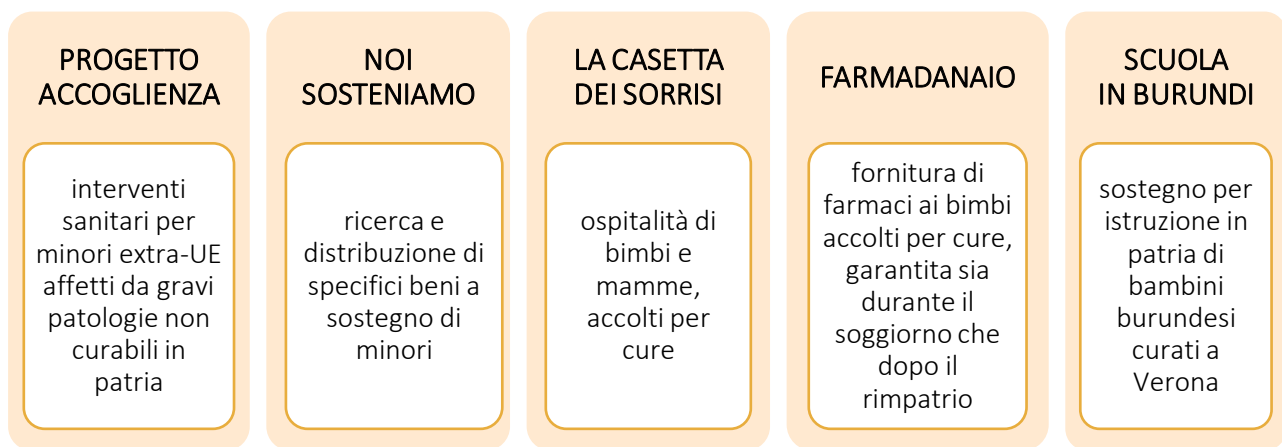 PROGETTO
ACCOGLIENZA
interventi
sanitari per
minori extra-UE
affetti da gravi
patologie non
curabili in
patria
NOI
SOSTENIAMO
ricerca e
distribuzione di
specifici beni a
sostegno di
minori
LA CASETTA
DEI SORRISI
ospitalità di
bimbi e
mamme,
accolti per
cure
FARMADANAIO
fornitura di
farmaci ai bimbi
accolti per cure,
garantita sia
durante il
soggiorno che
dopo il
rimpatrio
SCUOLA
IN BURUNDI
sostegno per
istruzione in
patria di
bambini
burundesi
curati a
Verona